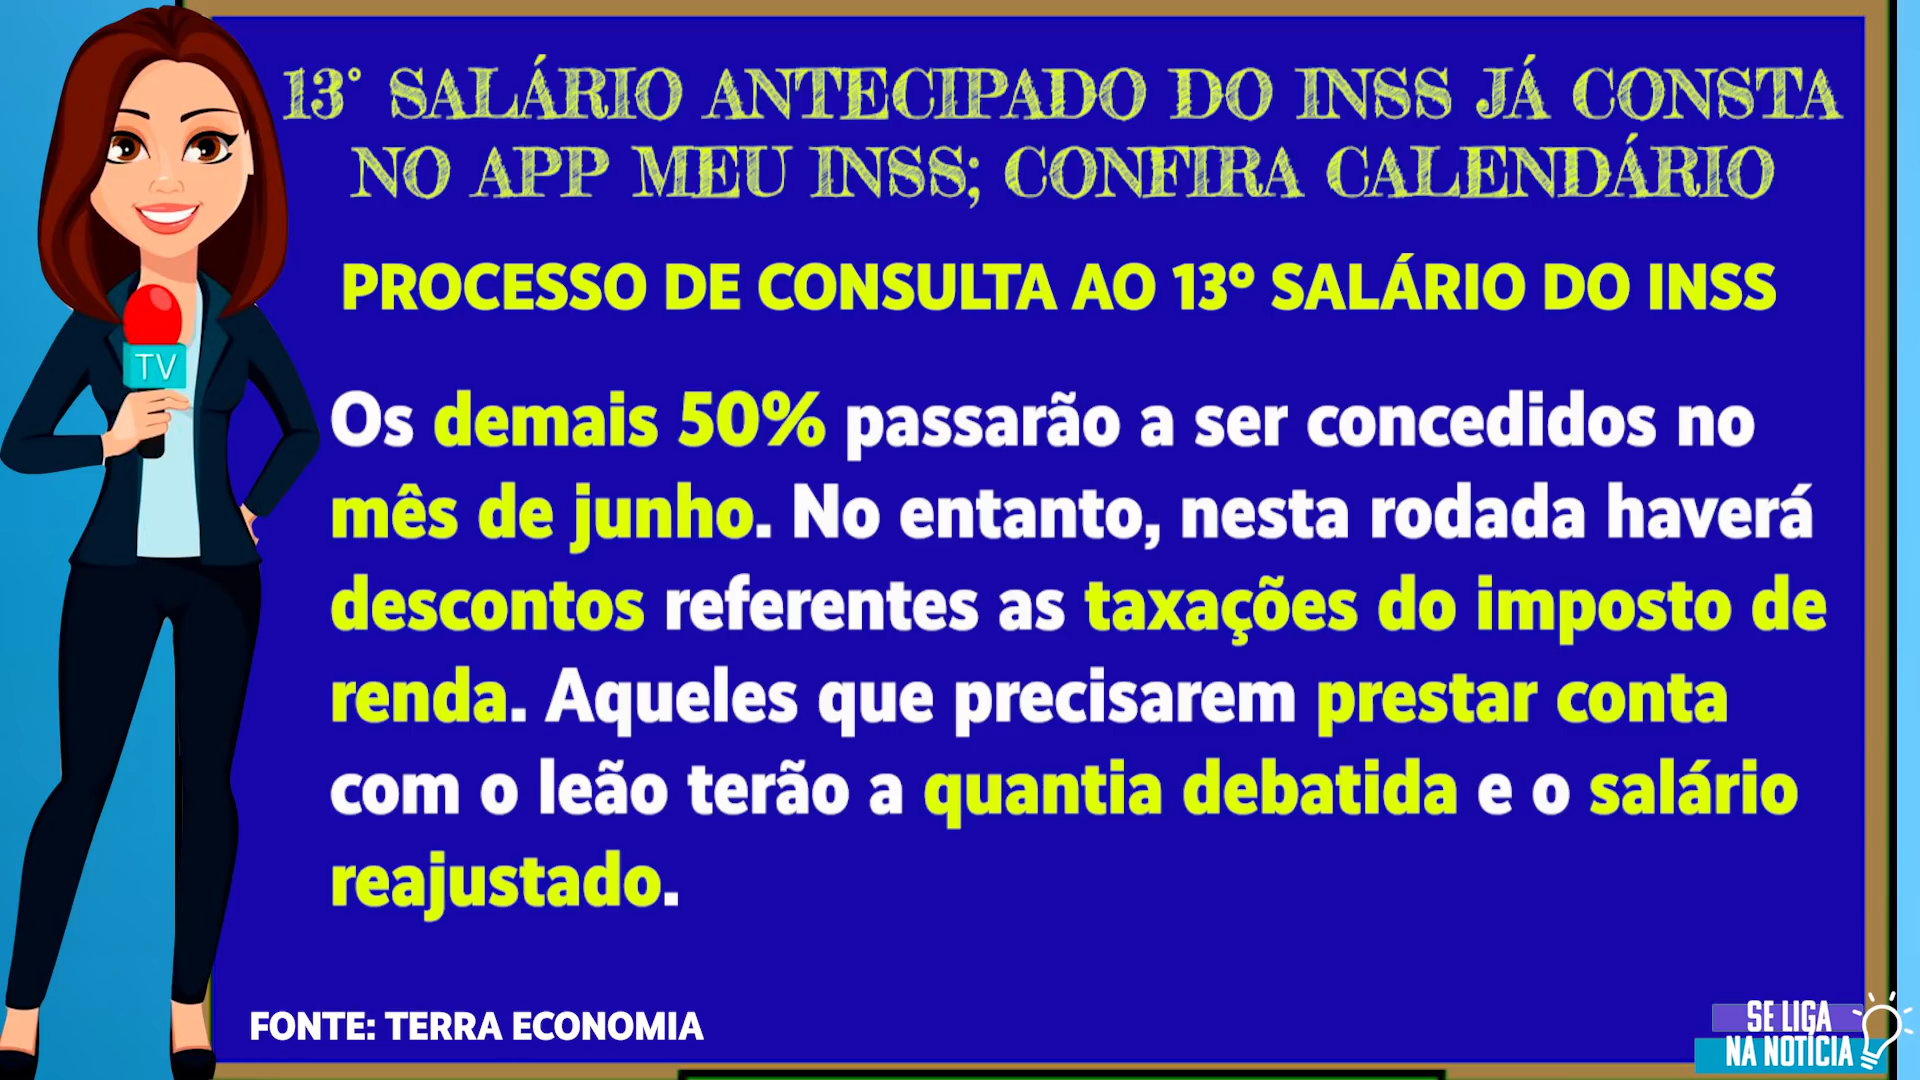 13° SALÁRIO ANTECIPADO DO INSS JÁ CONSTA
NO APP MEU INSS; CONFIRA CALENDÁRIO
PROCESSO DE CONSULTA AO 13º SALÁRIO DO INSS
TV
Os demais 50% passarão a ser concedidos no
mês de junho. No entanto, nesta rodada haverá
descontos referentes as taxações do imposto de
renda. Aqueles que precisarem prestar conta
com o leão terão a quantia debatida e o salário
reajustado.
FONTE: TERRA ECONOMIA
SE LIGA
NA NOTÍCIA